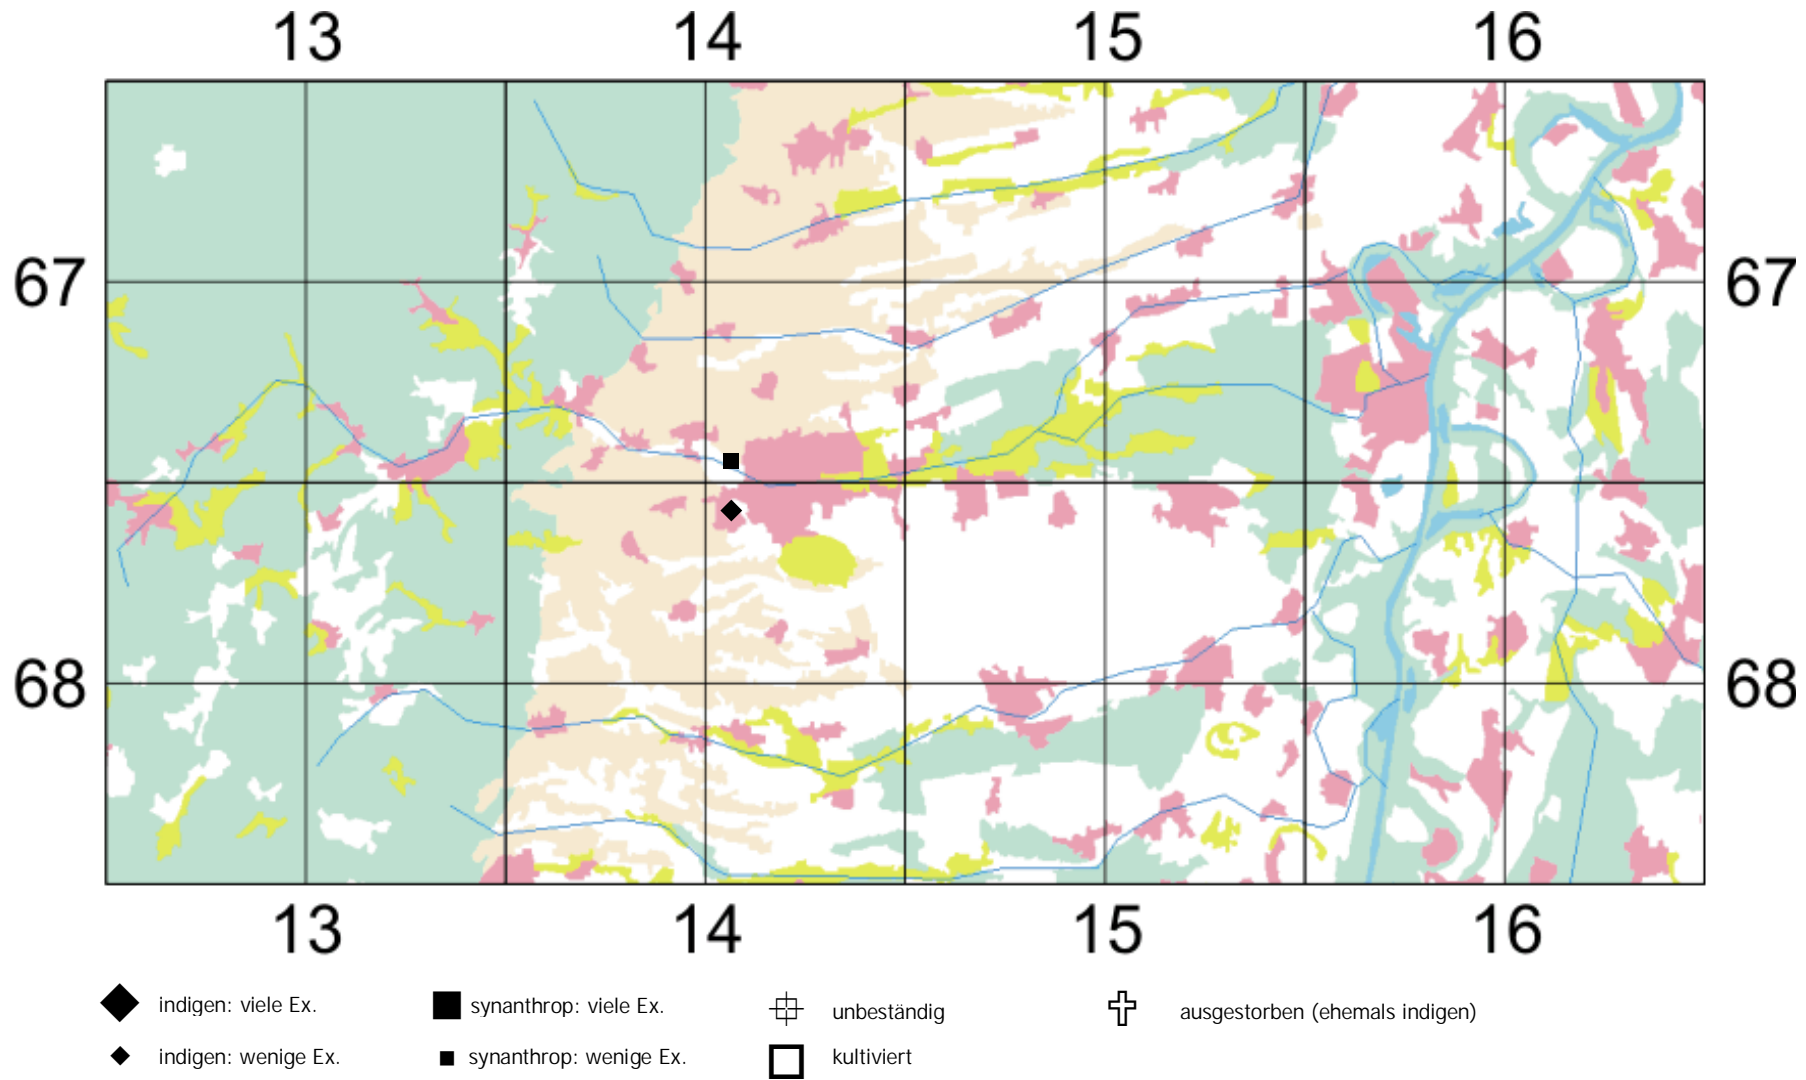 13 14 15 16
67 67
68 68
13 14 15 16
indigen: viele Ex. synanthrop: viele Ex. unbeständig ausgestorben (ehemals indigen)
indigen: wenige Ex. synanthrop: wenige Ex. kultiviert